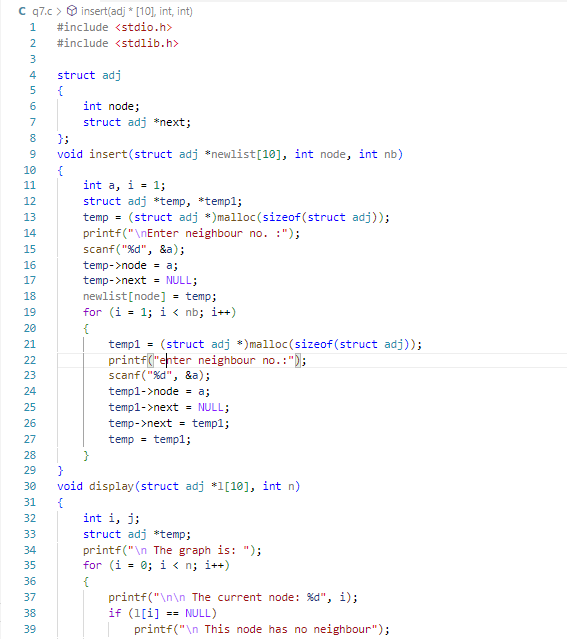 C q7.c > insert(adj * [10], int, int)
1 #include <stdio.h>
2 #include <stdlib.h>
3
4 struct adj
5 {
6 int node;
7 struct adj *next;
8 };
9 void insert(struct adj *newlist[10], int node, int nb)
10 {
11 int a, i = 1;
12 struct adj *temp, *temp1;
13 temp = (struct adj *)malloc(sizeof(struct adj));
14 printf("\nEnter neighbour no. :");
15 scanf("%d", &a);
16 temp->node = a;
17 temp->next = NULL;
18 newlist[node] = temp;
19 for (i = 1; i < nb; i++)
20 {
21 temp1 = (struct adj *)malloc(sizeof(struct adj));
22 printf("enter neighbour no.:");
23 scanf("%d", &a);
24 temp1->node = a;
25 temp1->next = NULL;
26 temp->next = temp1;
27 temp = temp1;
28 }
29 }
30 void display(struct adj *l[10], int n)
31 {
32 int i, j;
33 struct adj *temp;
34 printf("\n The graph is: ");
35 for (i = 0; i < n; i++)
36 {
37 printf("\n\n The current node: %d", i);
38 if (l[i] == NULL)
39 printf("\n This node has no neighbour");